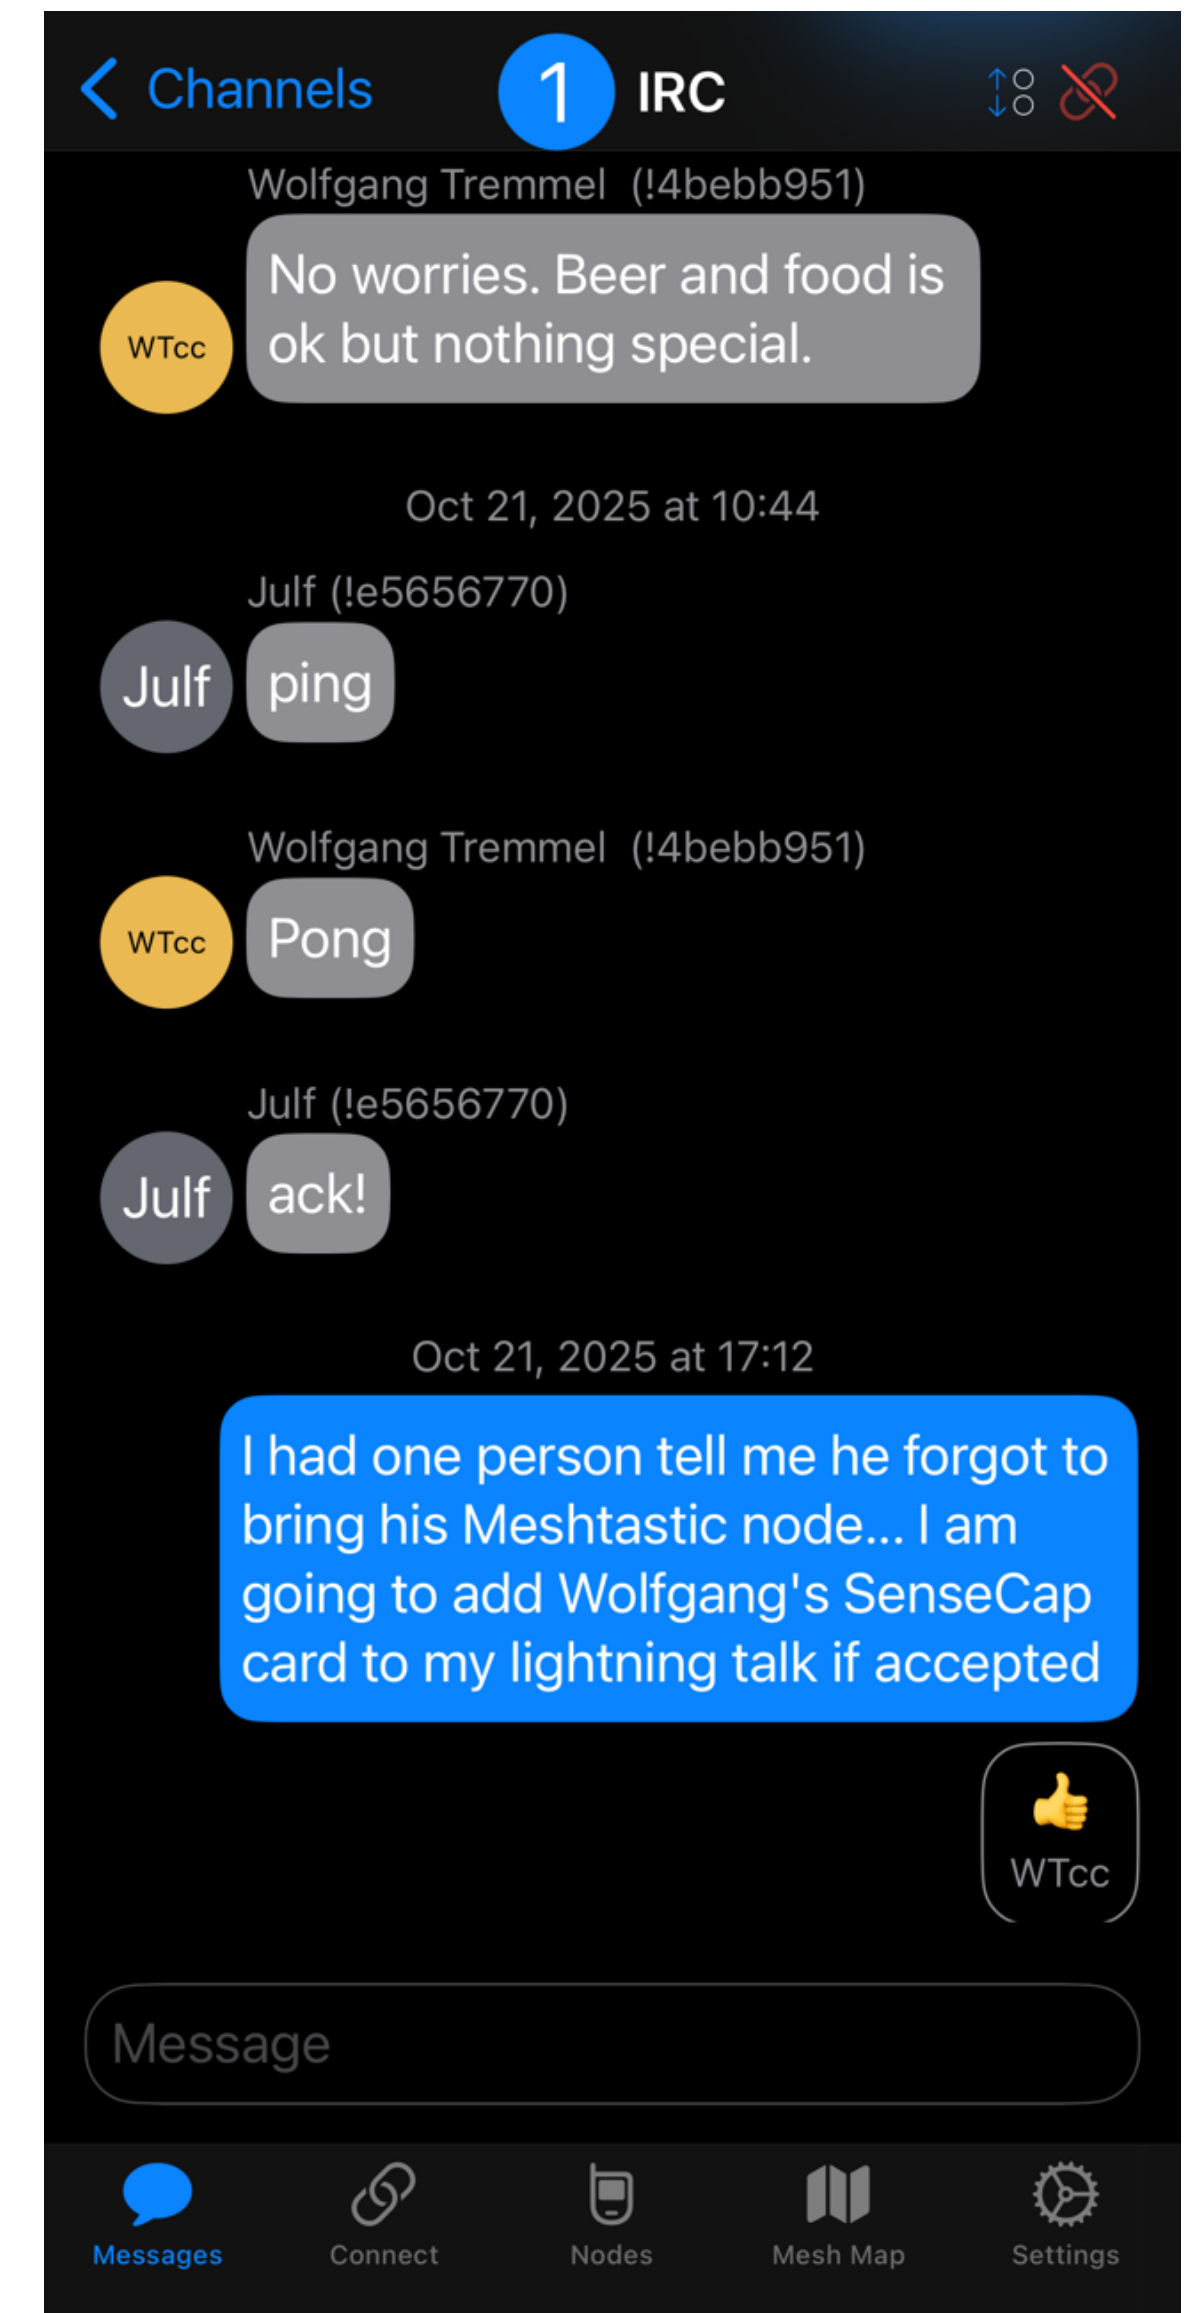 Channels
1
IRC
Wolfgang Tremmel (!4bebb951)
No worries. Beer and food is
ok but nothing special.
WTcc
Oct 21, 2025 at 10:44
Julf (!e5656770)
Julf
ping
Wolfgang Tremmel (!4bebb951)
WTcc
Pong
Julf (!e5656770)
Julf
ack!
Oct 21, 2025 at 17:12
I had one person tell me he forgot to
bring his Meshtastic node... I am
going to add Wolfgang's SenseCap
card to my lightning talk if accepted
👍
WTcc
Message
Messages
Connect
Nodes
Mesh Map
Settings